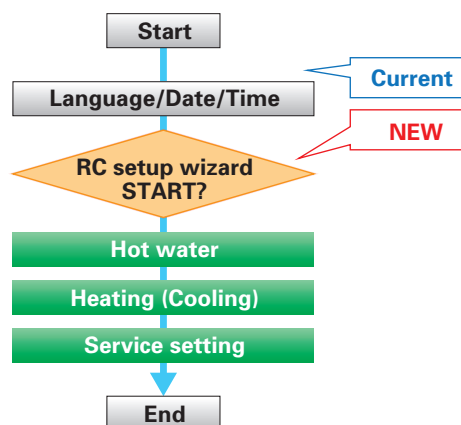 Start
Current
Language/Date/Time
NEW
RC setup wizard
START?
Hot water
Heating (Cooling)
Service setting
End